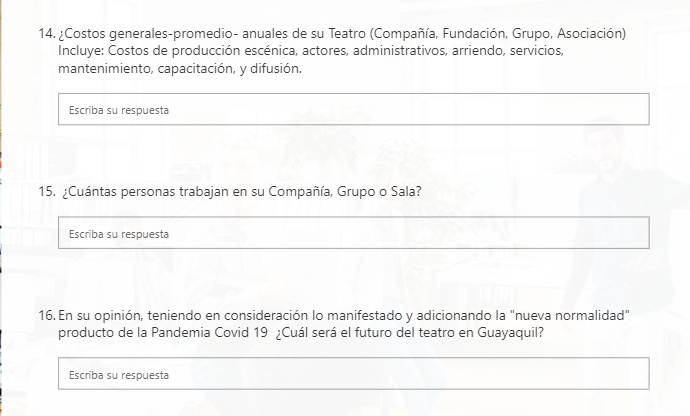 14. ¿Costos generales-promedio- anuales de su Teatro (Compañía, Fundación, Grupo, Asociación)
Incluye: Costos de producción escénica, actores, administrativos, arriendo, servicios,
mantenimiento, capacitación, y difusión.
Escriba su respuesta
15. ¿Cuántas personas trabajan en su Compañía, Grupo o Sala?
Escriba su respuesta
16. En su opinión, teniendo en consideración lo manifestado y adicionando la "nueva normalidad"
producto de la Pandemia Covid 19 ¿Cuál será el futuro del teatro en Guayaquil?
Escriba su respuesta